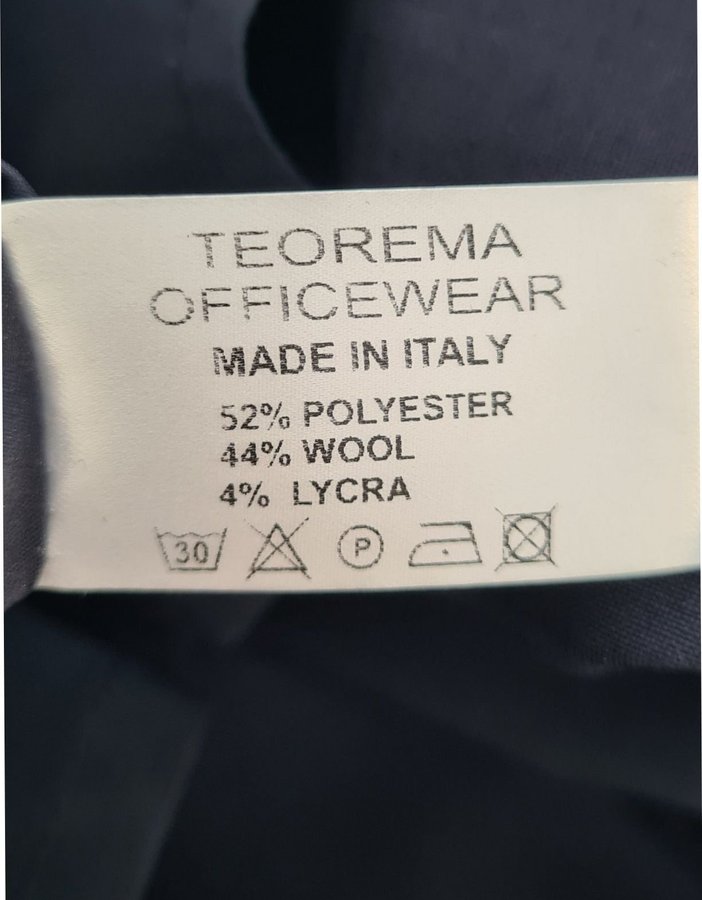 TEOREMA
OFFICEWEAR
MADE IN ITALY
52% POLYESTER
44% WOOL
4% LYCRA
30 P